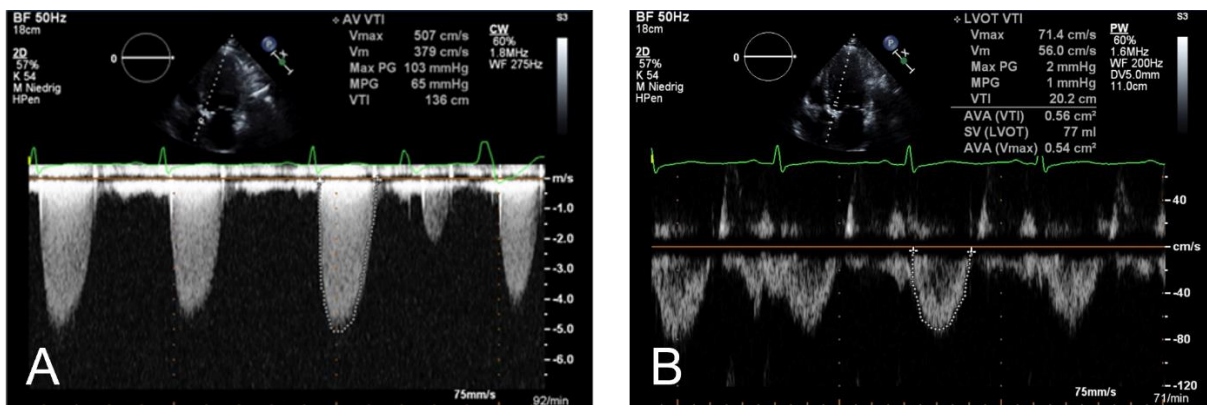 BF 50Hz
18cm
2D
57%
K 54
M Niedrig
HPen
0
P
X
AV VTI
Vmax 507 cm/s
Vm 379 cm/s
Max PG 103 mmHg
MPG 65 mmHg
VTI 136 cm
CW
60%
1.8MHz
WF 275Hz
S3
m/s
-1.0
-2.0
-3.0
-4.0
-5.0
-6.0
A
75mm/s
92/min
BF 50Hz
18cm
2D
57%
K 54
M Niedrig
HPen
0
P
X
LVOT VTI
Vmax 71.4 cm/s
Vm 56.0 cm/s
Max PG 2 mmHg
MPG 1 mmHg
VTI 20.2 cm
AVA (VTI) 0.56 cm²
SV (LVOT) 77 ml
AVA (Vmax) 0.54 cm²
PW
60%
1.6MHz
WF 200Hz
DV5.0mm
11.0cm
S3
40
cm/s
-40
-80
-120
B
75mm/s
71/min